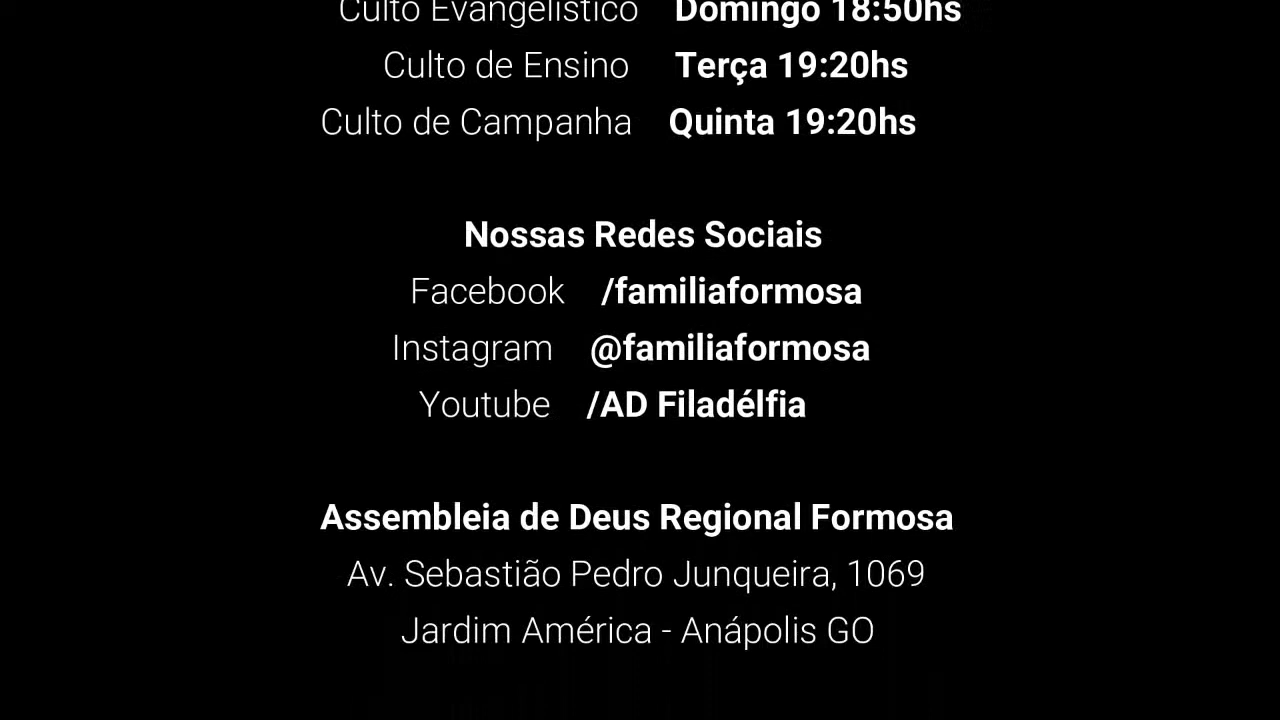 Culto Evangelístico Domingo 18:50hs
Culto de Ensino Terça 19:20hs
Culto de Campanha Quinta 19:20hs
Nossas Redes Sociais
Facebook /familiaformosa
Instagram @familiaformosa
Youtube /AD Filadélfia
Assembleia de Deus Regional Formosa
Av. Sebastião Pedro Junqueira, 1069
Jardim América - Anápolis GO